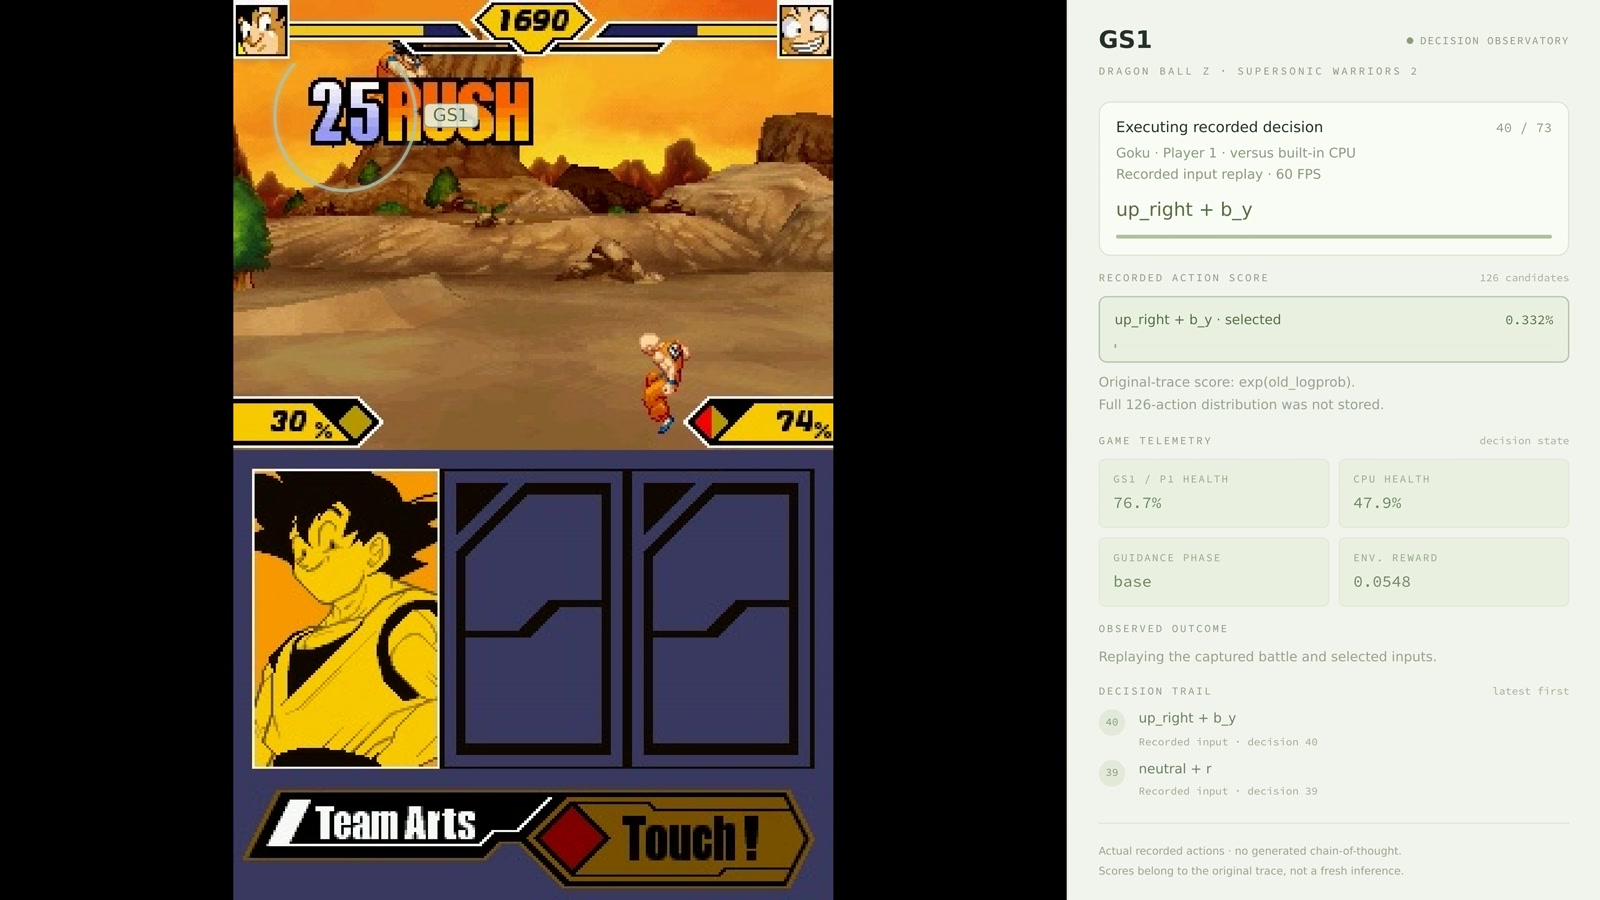 1690
25 RUSH
GS1
30 %
74%
Team Arts
Touch!
GS1
DECISION OBSERVATORY
DRAGON BALL Z · SUPERSONIC WARRIORS 2
Executing recorded decision
40 / 73
Goku · Player 1 · versus built-in CPU
Recorded input replay · 60 FPS
up_right + b_y
RECORDED ACTION SCORE
126 candidates
up_right + b_y · selected
0.332%
Original-trace score: exp(old_logprob).
Full 126-action distribution was not stored.
GAME TELEMETRY
decision state
GS1 / P1 HEALTH
76.7%
CPU HEALTH
47.9%
GUIDANCE PHASE
base
ENV. REWARD
0.0548
OBSERVED OUTCOME
Replaying the captured battle and selected inputs.
DECISION TRAIL
latest first
40
up_right + b_y
Recorded input · decision 40
39
neutral + r
Recorded input · decision 39
Actual recorded actions · no generated chain-of-thought.
Scores belong to the original trace, not a fresh inference.